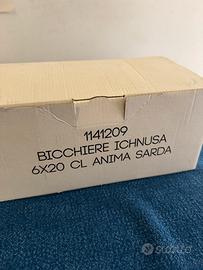 1141209
BICCHIERE ICHNUSA
6X20 CL ANIMA SARDA
subito